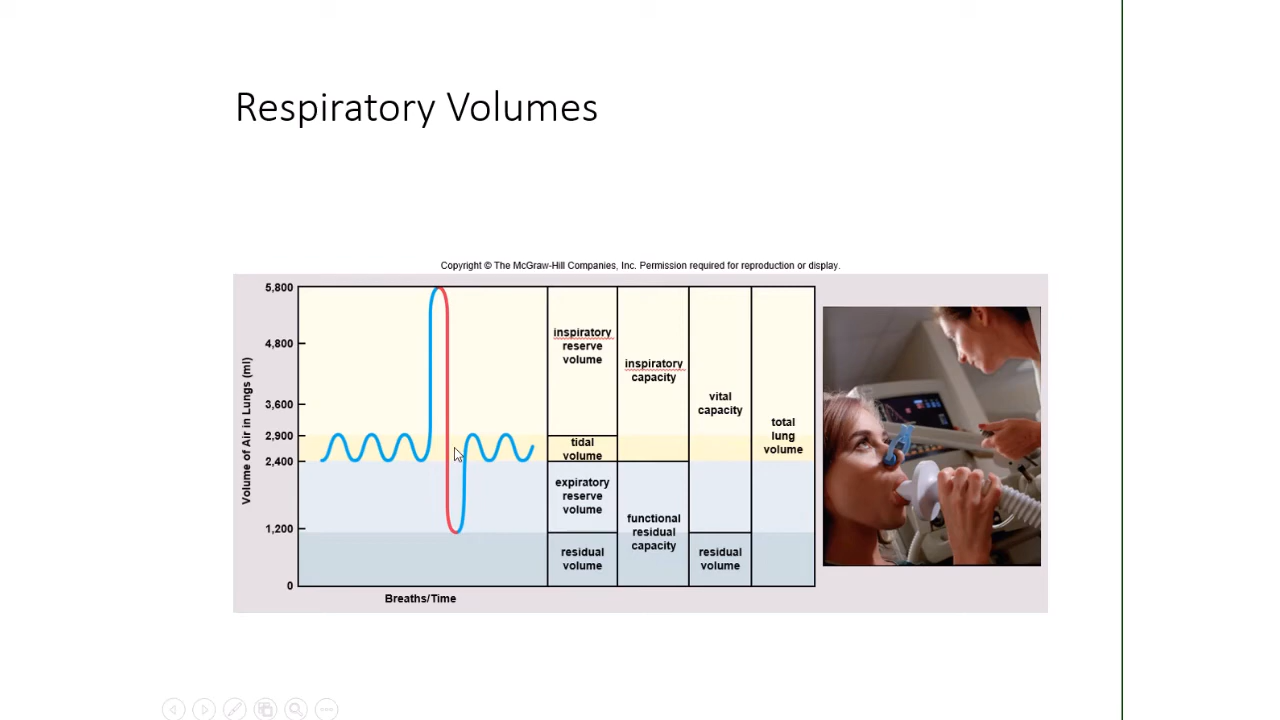 Respiratory Volumes
Copyright © The McGraw-Hill Companies, Inc. Permission required for reproduction or display.
Volume of Air in Lungs (ml)
5,800
4,800
3,600
2,900
2,400
1,200
0
Breaths/Time
inspiratory
reserve
volume
tidal
volume
expiratory
reserve
volume
residual
volume
inspiratory
capacity
functional
residual
capacity
vital
capacity
residual
volume
total
lung
volume